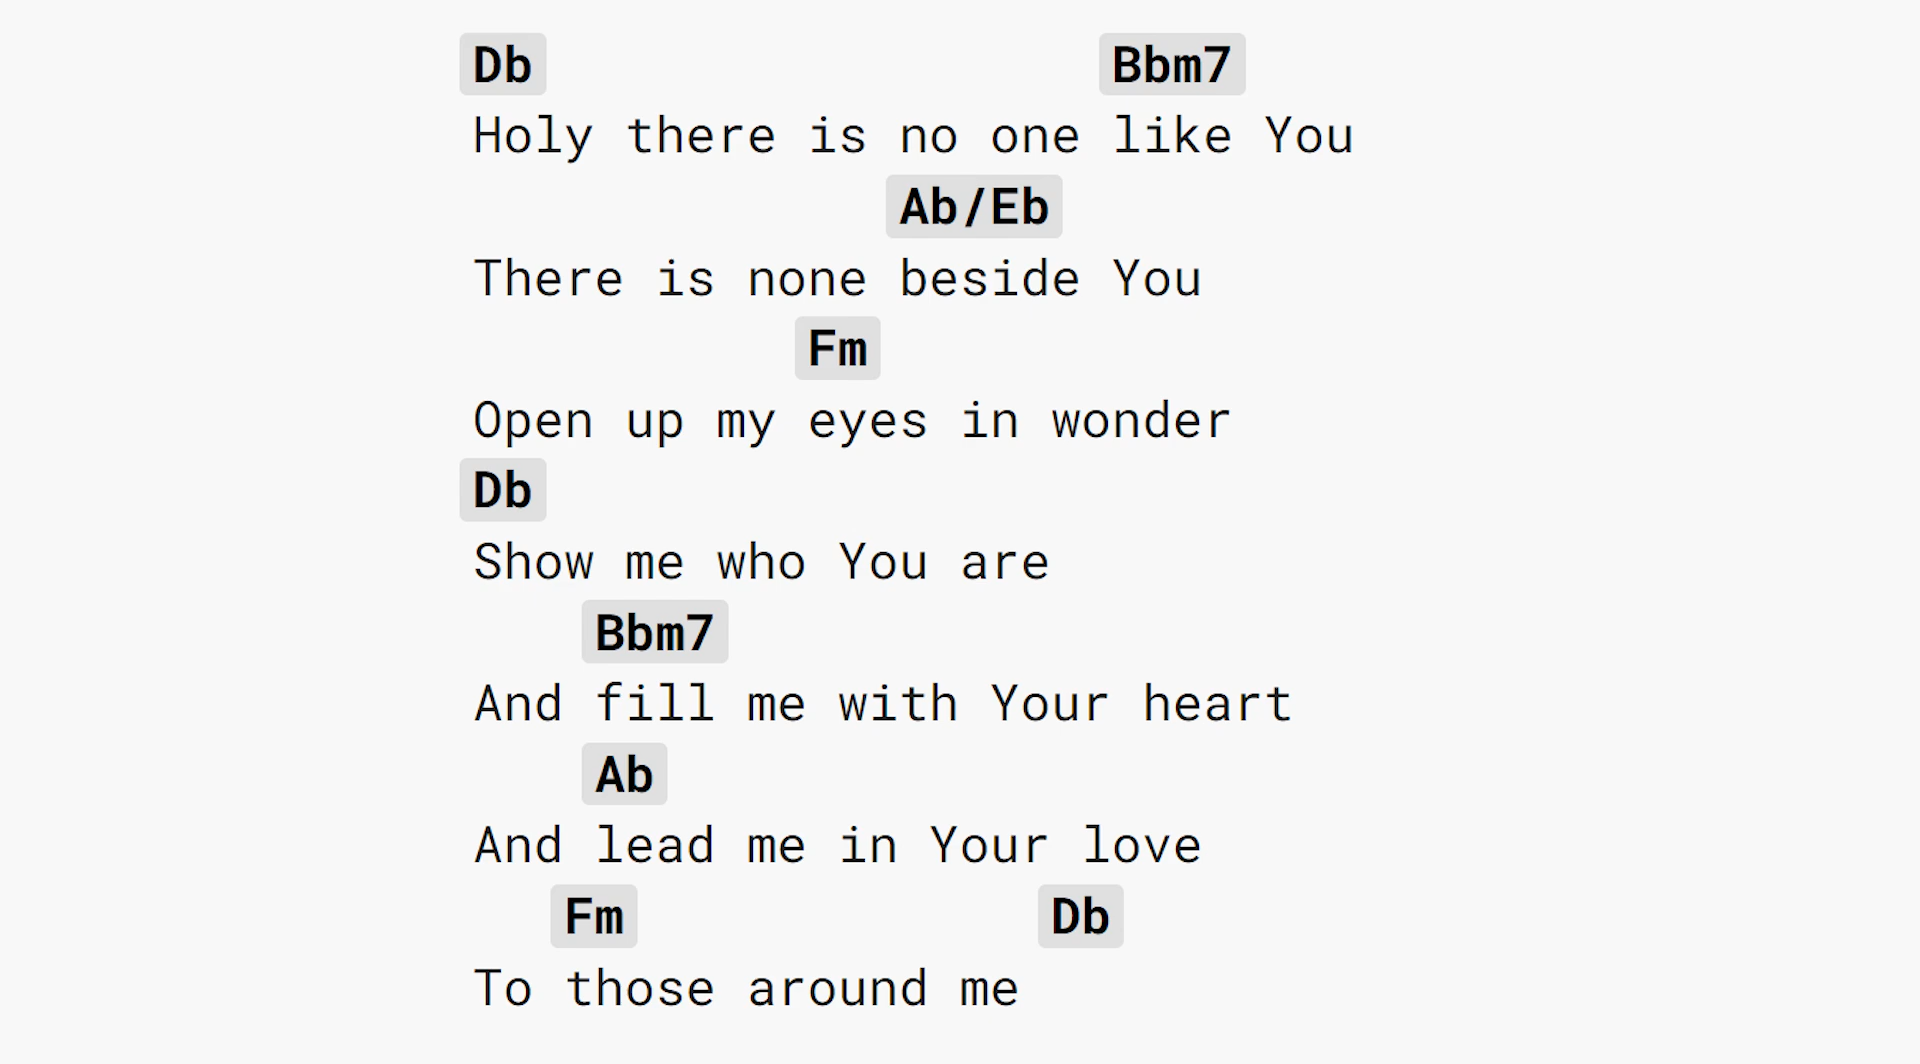 Db Bbm7
Holy there is no one like You
Ab/Eb
There is none beside You
Fm
Open up my eyes in wonder
Db
Show me who You are
Bbm7
And fill me with Your heart
Ab
And lead me in Your love
Fm Db
To those around me